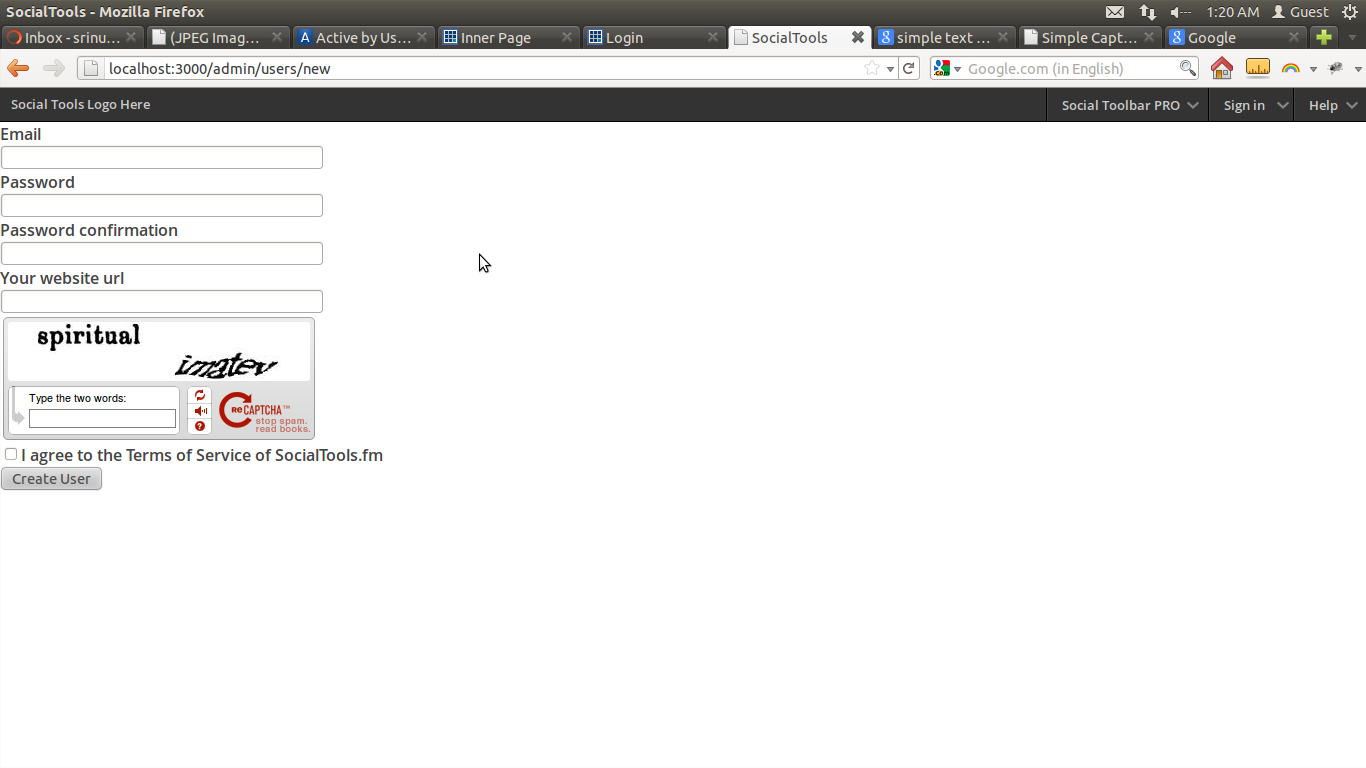 SocialTools - Mozilla Firefox
1:20 AM Guest
Inbox - srinu... (JPEG Imag... Active by Us... Inner Page Login SocialTools simple text ... Simple Capt... Google
localhost:3000/admin/users/new
Google.com (in English)
Social Tools Logo Here
Social Toolbar PRO Sign in Help
Email
Password
Password confirmation
Your website url
spiritual
Type the two words:
reCAPTCHA™
stop spam.
read books.
I agree to the Terms of Service of SocialTools.fm
Create User